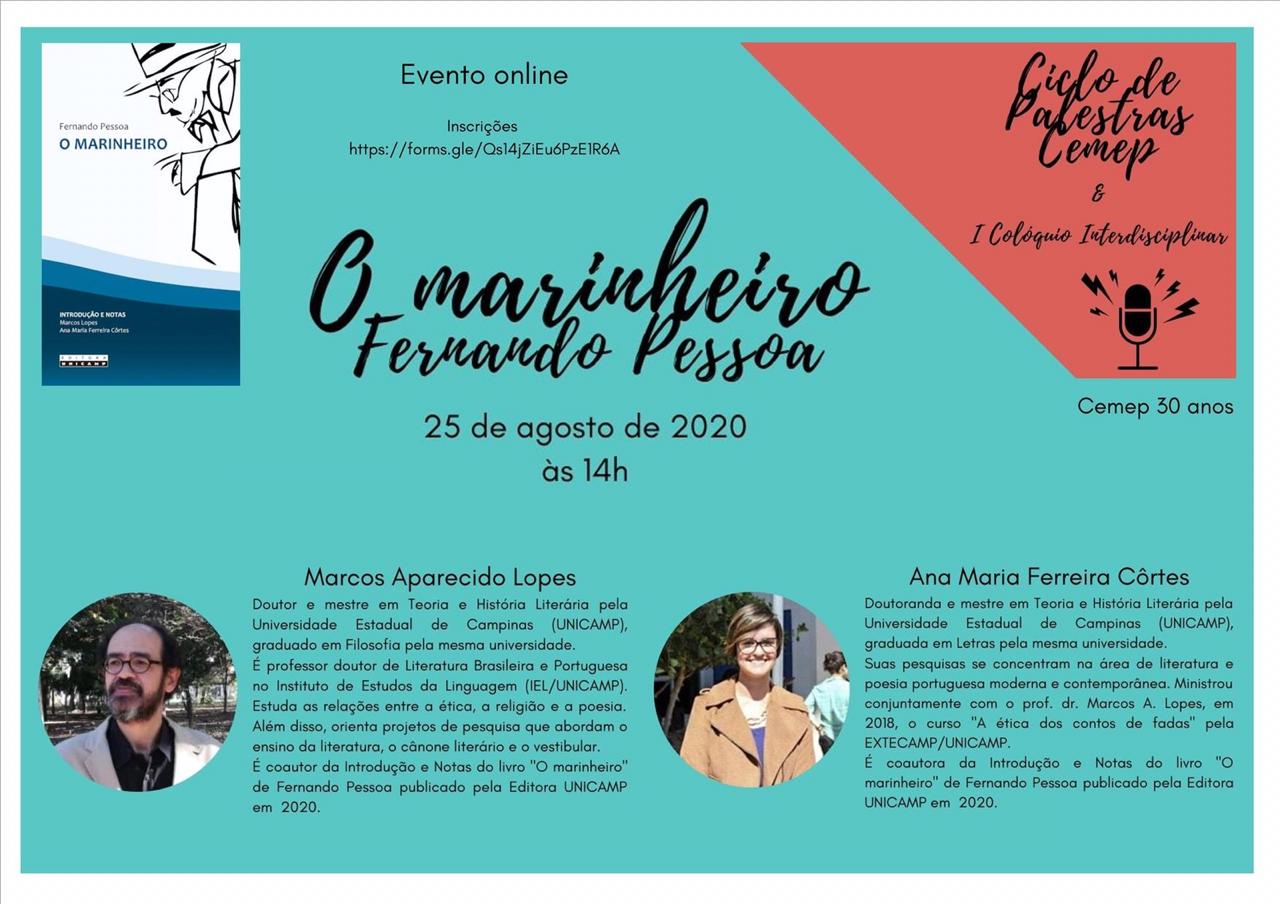 Fernando Pessoa
O MARINHEIRO
INTRODUÇÃO E NOTAS
Marcos Lopes
Ana Maria Ferreira Côrtes
EDITORA
UNICAMP
Evento online
Inscrições
https://forms.gle/Qs14jZiEu6PzE1R6A
Ciclo de
Palestras
Cemep
&
I Colóquio Interdisciplinar
Cemep 30 anos
O marinheiro
Fernando Pessoa
25 de agosto de 2020
às 14h
Marcos Aparecido Lopes
Doutor e mestre em Teoria e História Literária pela
Universidade Estadual de Campinas (UNICAMP),
graduado em Filosofia pela mesma universidade.
É professor doutor de Literatura Brasileira e Portuguesa
no Instituto de Estudos da Linguagem (IEL/UNICAMP).
Estuda as relações entre a ética, a religião e a poesia.
Além disso, orienta projetos de pesquisa que abordam o
ensino da literatura, o cânone literário e o vestibular.
É coautor da Introdução e Notas do livro "O marinheiro"
de Fernando Pessoa publicado pela Editora UNICAMP
em 2020.
Ana Maria Ferreira Côrtes
Doutoranda e mestre em Teoria e História Literária pela
Universidade Estadual de Campinas (UNICAMP),
graduada em Letras pela mesma universidade.
Suas pesquisas se concentram na área de literatura e
poesia portuguesa moderna e contemporânea. Ministrou
conjuntamente com o prof. dr. Marcos A. Lopes, em
2018, o curso "A ética dos contos de fadas" pela
EXTECAMP/UNICAMP.
É coautora da Introdução e Notas do livro "O
marinheiro" de Fernando Pessoa publicado pela Editora
UNICAMP em 2020.